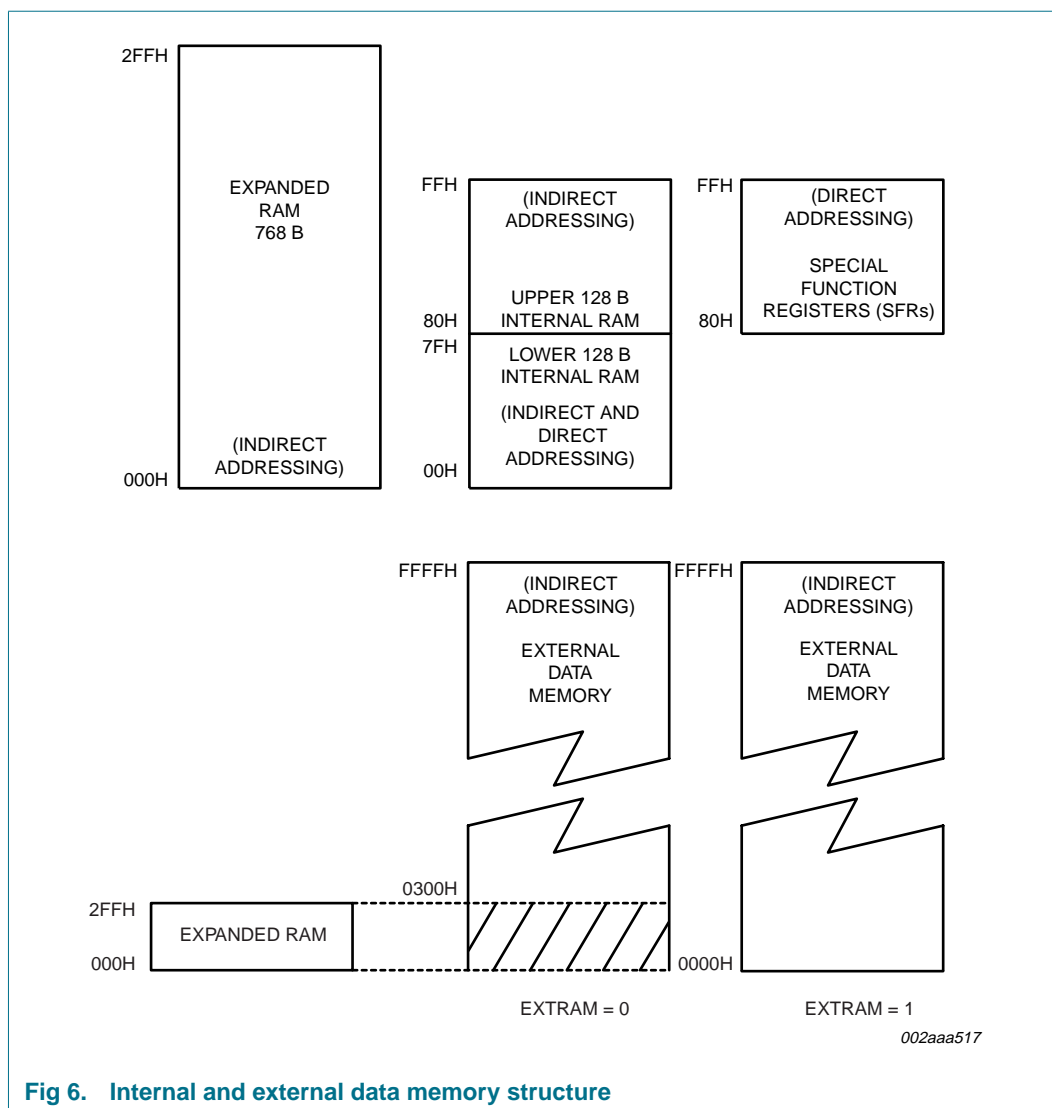 2FFH
EXPANDED
RAM
768 B
(INDIRECT
ADDRESSING)
000H
FFH
(INDIRECT
ADDRESSING)
UPPER 128 B
INTERNAL RAM
80H
7FH
LOWER 128 B
INTERNAL RAM
(INDIRECT AND
DIRECT
ADDRESSING)
00H
FFH
(DIRECT
ADDRESSING)
SPECIAL
FUNCTION
REGISTERS (SFRs)
80H
FFFFH
(INDIRECT
ADDRESSING)
EXTERNAL
DATA
MEMORY
FFFFH
(INDIRECT
ADDRESSING)
EXTERNAL
DATA
MEMORY
0300H
2FFH
EXPANDED RAM
000H
0000H
EXTRAM = 0
EXTRAM = 1
002aaa517
Fig 6. Internal and external data memory structure